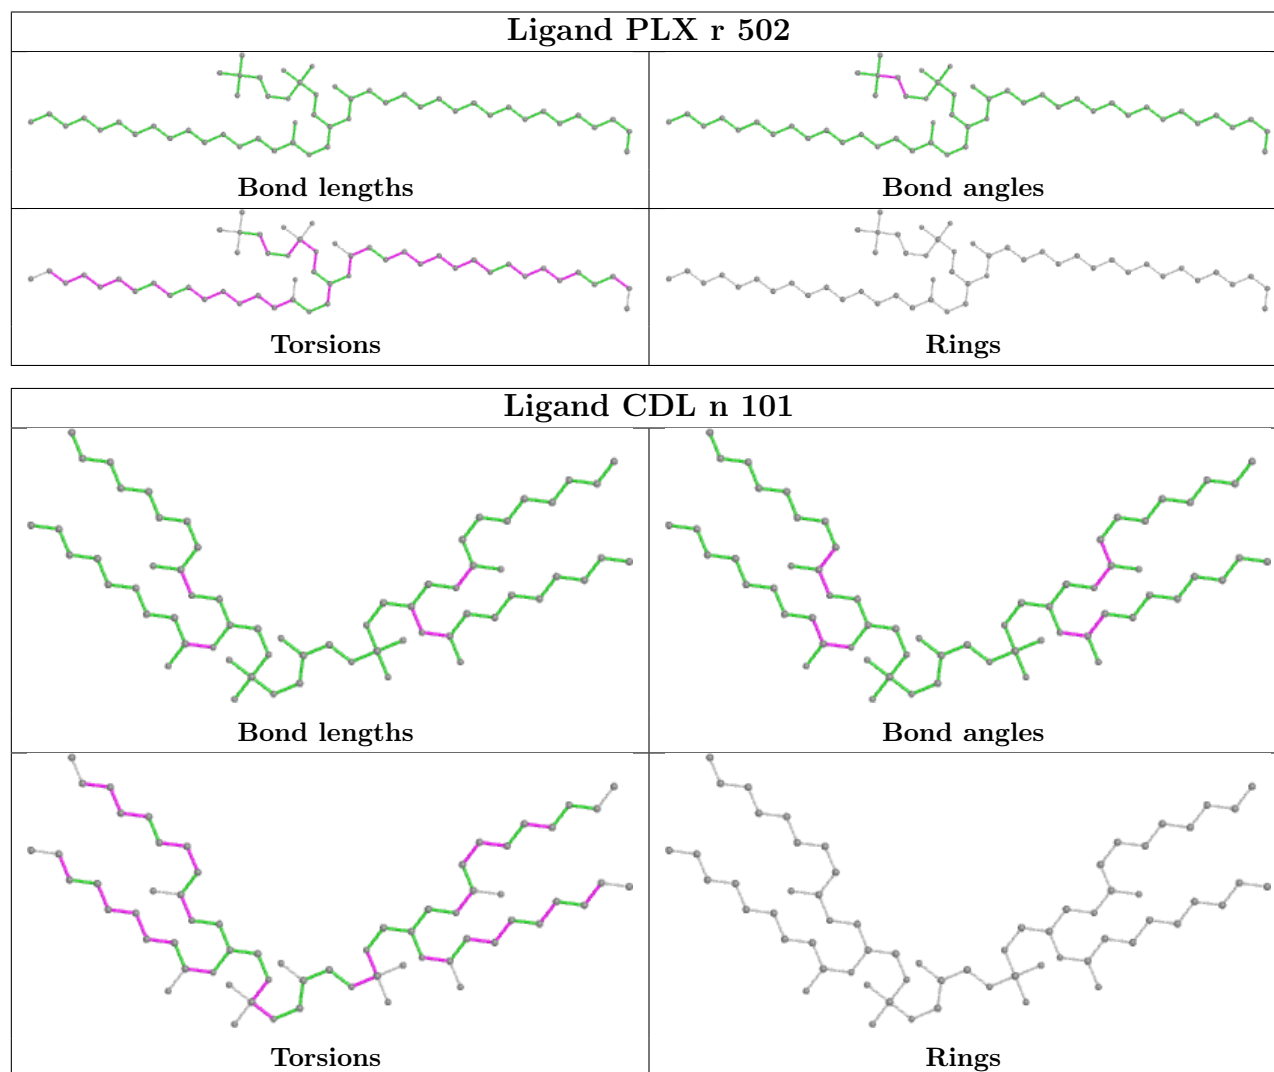 Ligand PLX r 502
Bond lengths
Bond angles
Torsions
Rings
Ligand CDL n 101
Bond lengths
Bond angles
Torsions
Rings